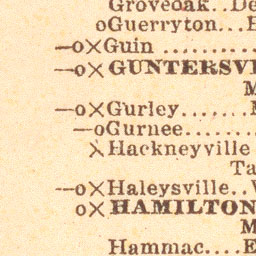 Groveoak..De
oGuerryton...
—o×Guin ..........
—o×GUNTERSV
—o×Gurley.......
—oGurnee.......
×Hackneyville
Ta
—o×Haleysville..
o×HAMILTON
M
Hammac....E